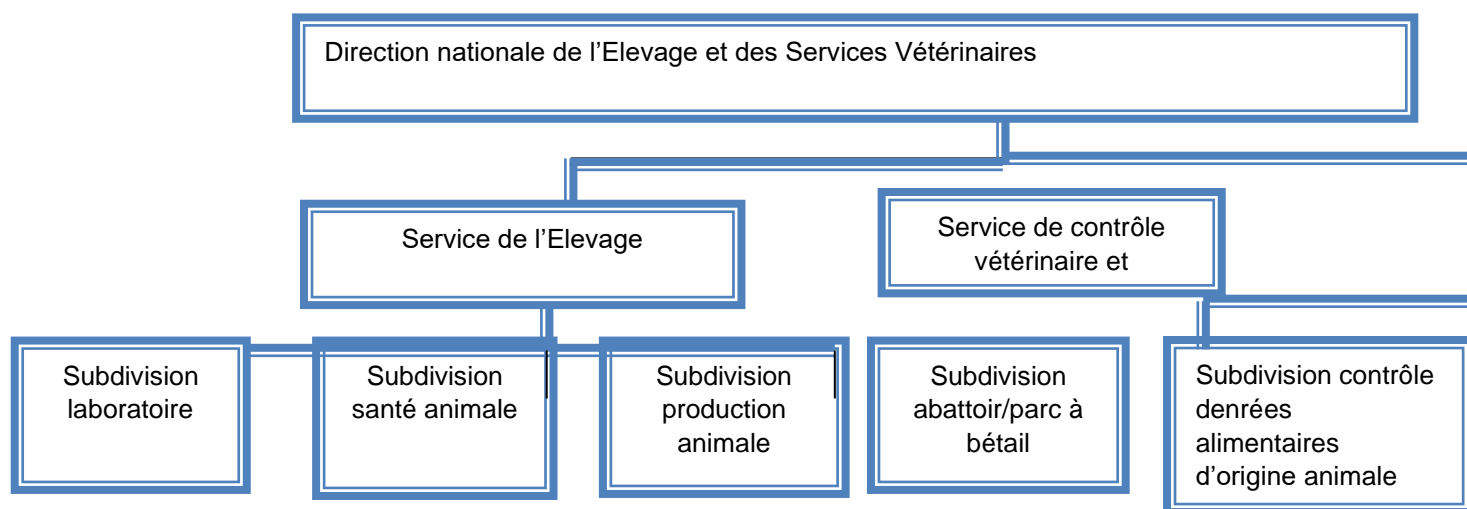 Direction nationale de l’Elevage et des Services Vétérinaires
Service de l’Elevage
Service de contrôle
vétérinaire et
Subdivision
laboratoire
Subdivision
santé animale
Subdivision
production
animale
Subdivision
abattoir/parc à
bétail
Subdivision contrôle
denrées
alimentaires
d’origine animale